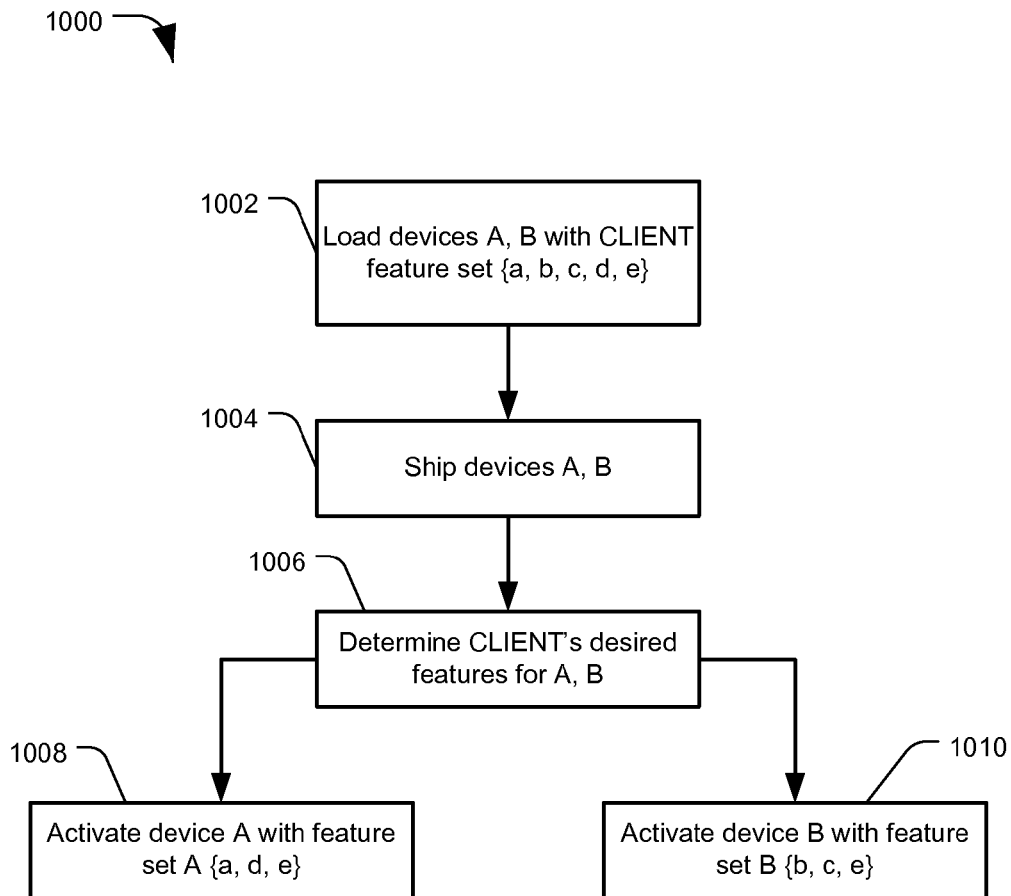 1000
1002
Load devices A, B with CLIENT
feature set {a, b, c, d, e}
1004
Ship devices A, B
1006
Determine CLIENT's desired
features for A, B
1008
Activate device A with feature
set A {a, d, e}
1010
Activate device B with feature
set B {b, c, e}